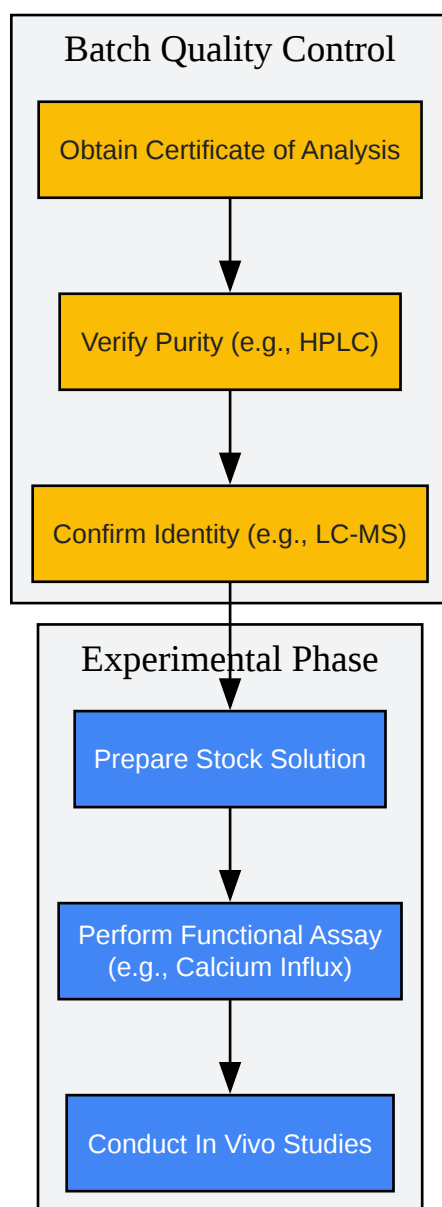 Batch Quality Control
Obtain Certificate of Analysis
Verify Purity (e.g., HPLC)
Confirm Identity (e.g., LC-MS)
Experimental Phase
Prepare Stock Solution
Perform Functional Assay
(e.g., Calcium Influx)
Conduct In Vivo Studies